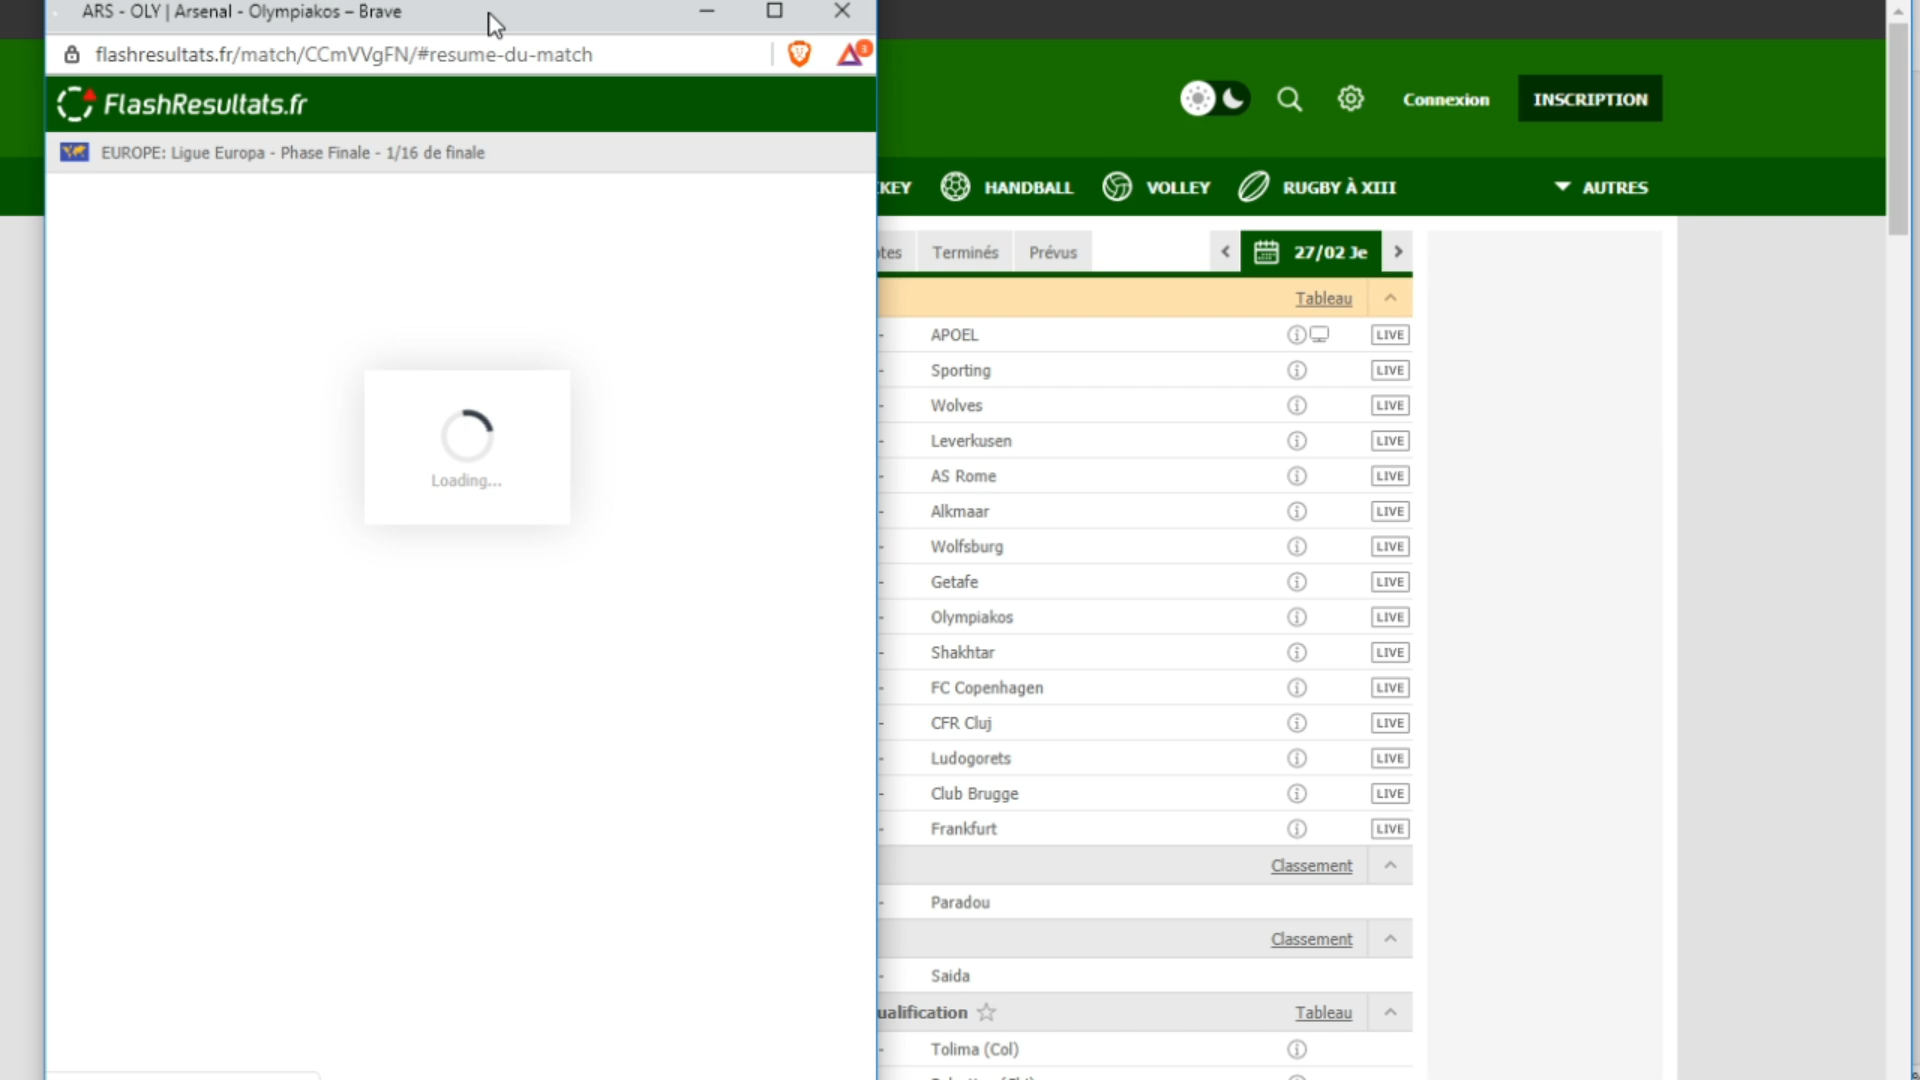 ARS - OLY | Arsenal - Olympiakos – Brave
flashresultats.fr/match/CCmVVgFN/#resume-du-match
3
FlashResultats.fr
EUROPE: Ligue Europa - Phase Finale - 1/16 de finale
Loading...
Connexion
INSCRIPTION
KEY
HANDBALL
VOLLEY
RUGBY À XIII
AUTRES
tes
Terminés
Prévus
27/02 Je
Tableau
- APOEL LIVE
- Sporting LIVE
- Wolves LIVE
- Leverkusen LIVE
- AS Rome LIVE
- Alkmaar LIVE
- Wolfsburg LIVE
- Getafe LIVE
- Olympiakos LIVE
- Shakhtar LIVE
- FC Copenhagen LIVE
- CFR Cluj LIVE
- Ludogorets LIVE
- Club Brugge LIVE
- Frankfurt LIVE
Classement
- Paradou
Classement
- Saida
ualification Tableau
- Tolima (Col)